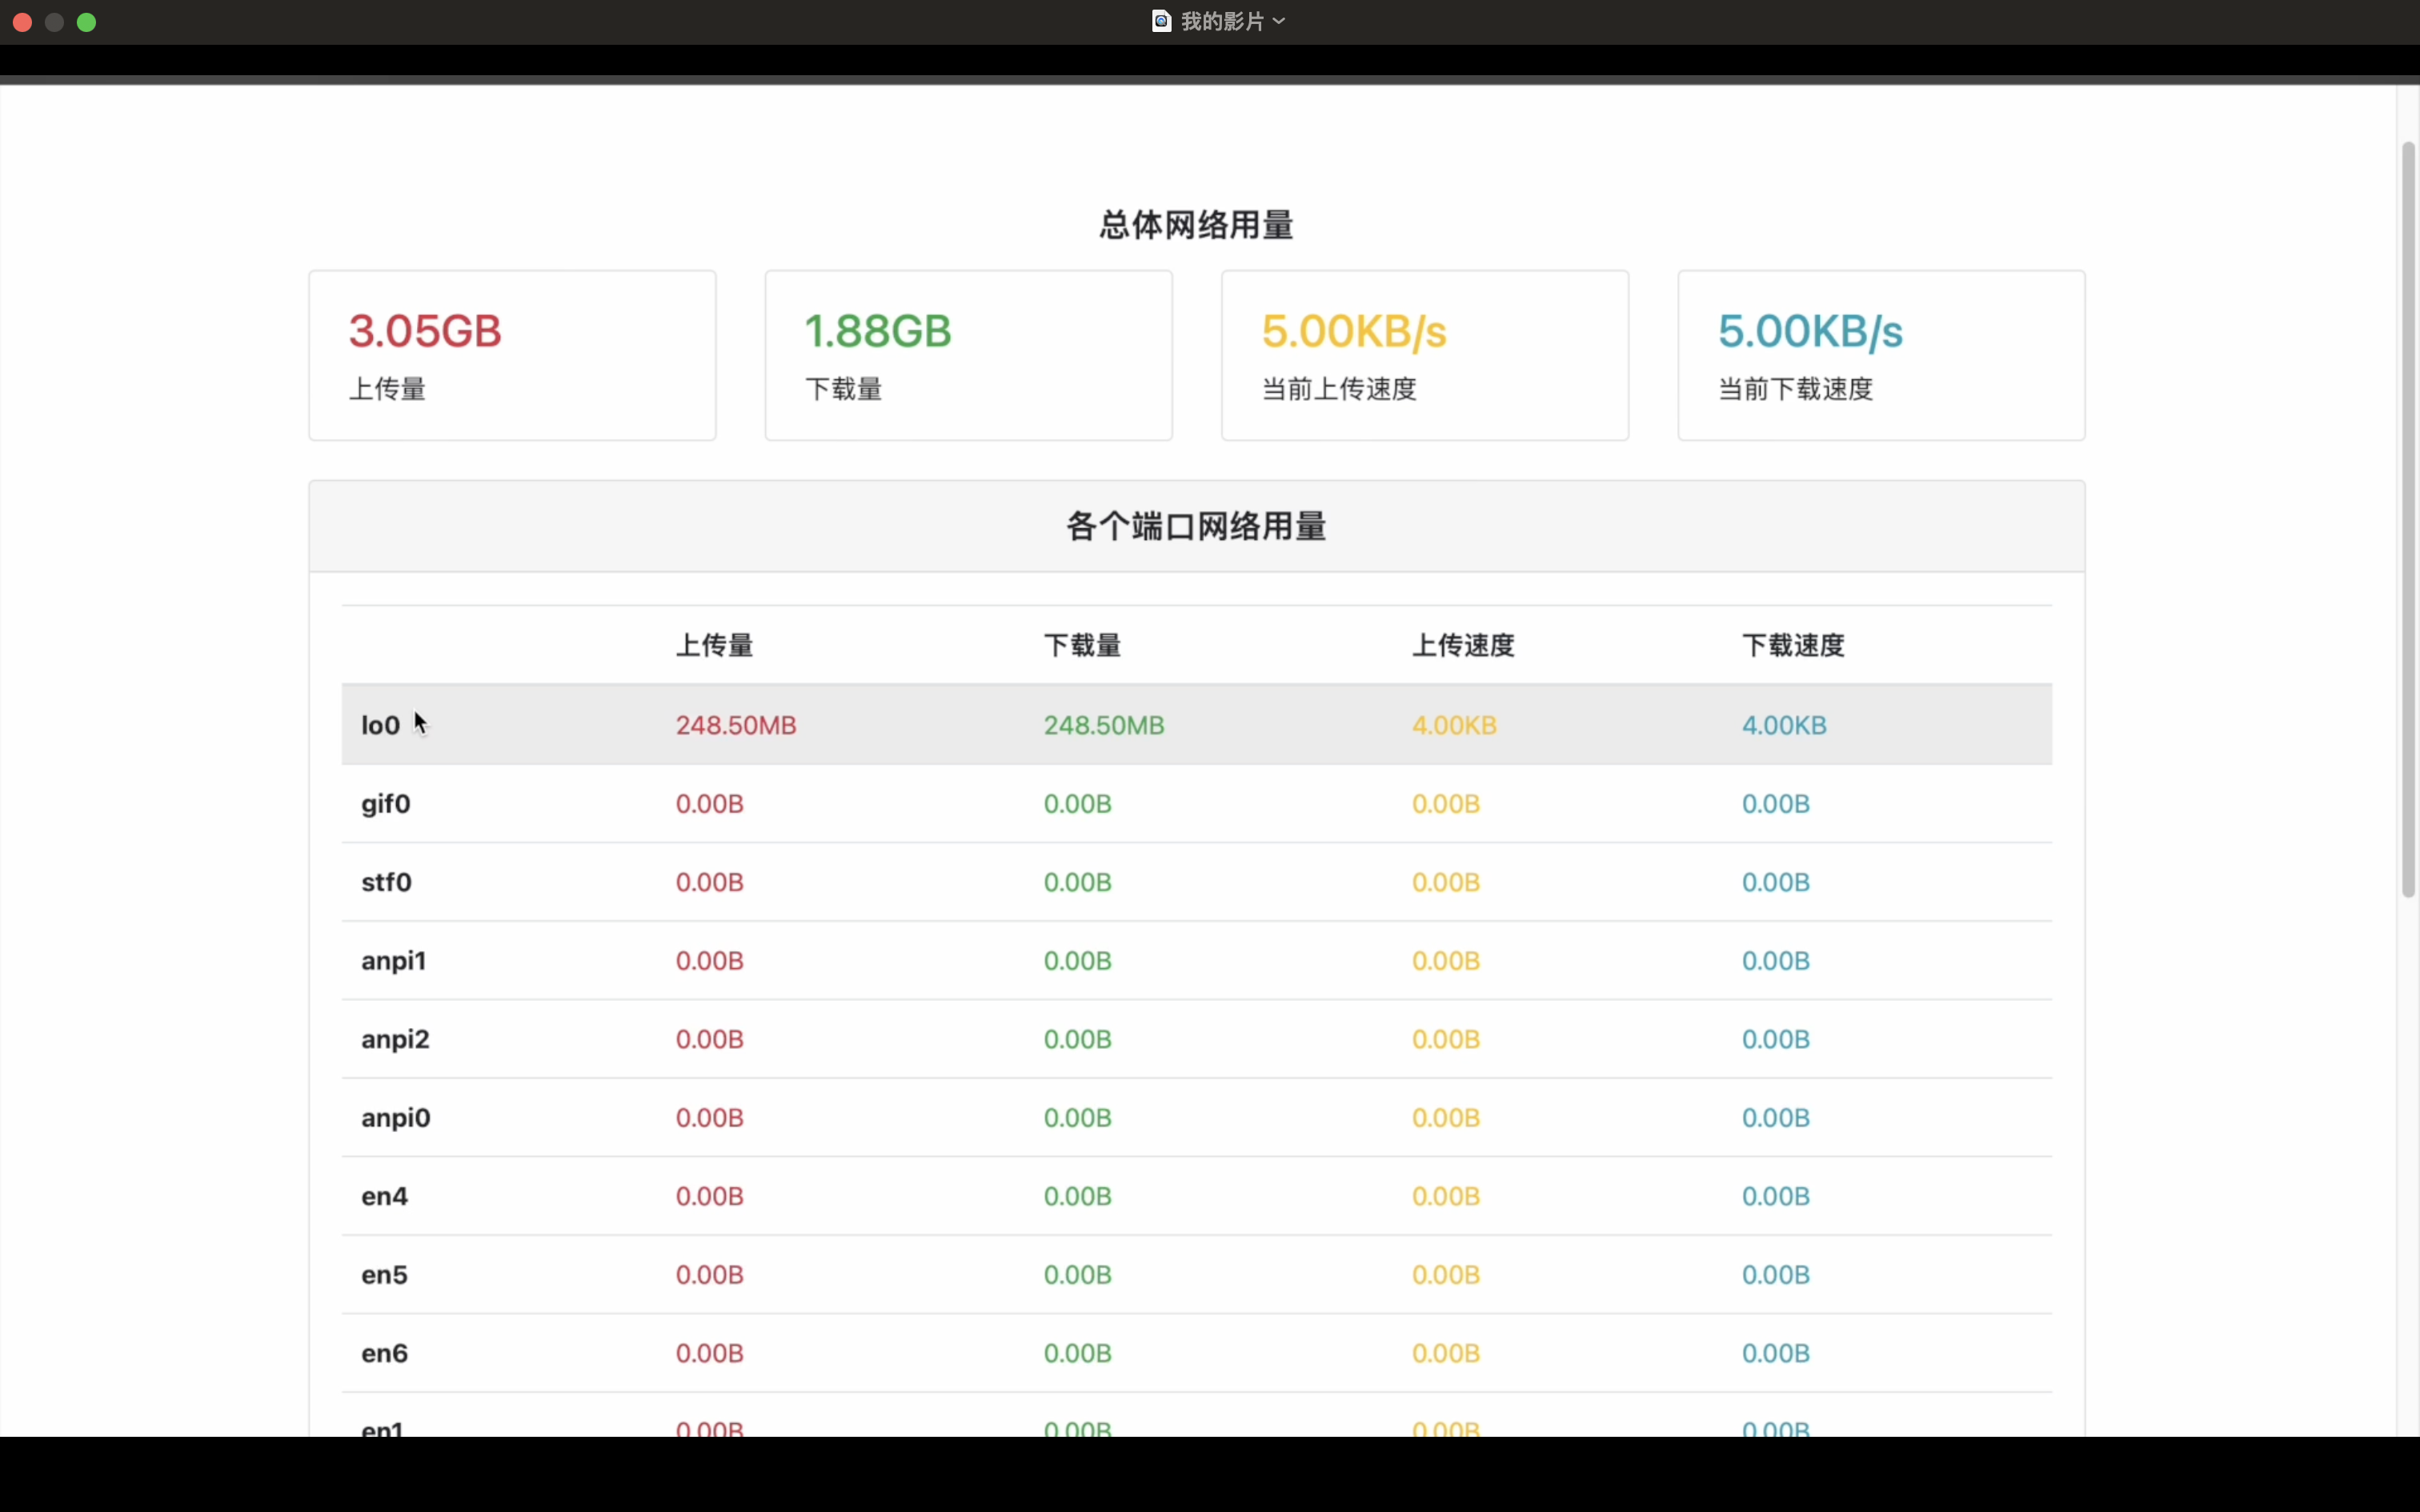 我的影片
总体网络用量
3.05GB 1.88GB 5.00KB/s 5.00KB/s
上传量 下载量 当前上传速度 当前下载速度
各个端口网络用量
上传量 下载量 上传速度 下载速度
lo0 248.50MB 248.50MB 4.00KB 4.00KB
gif0 0.00B 0.00B 0.00B 0.00B
stf0 0.00B 0.00B 0.00B 0.00B
anpi1 0.00B 0.00B 0.00B 0.00B
anpi2 0.00B 0.00B 0.00B 0.00B
anpi0 0.00B 0.00B 0.00B 0.00B
en4 0.00B 0.00B 0.00B 0.00B
en5 0.00B 0.00B 0.00B 0.00B
en6 0.00B 0.00B 0.00B 0.00B
en1 0.00B 0.00B 0.00B 0.00B